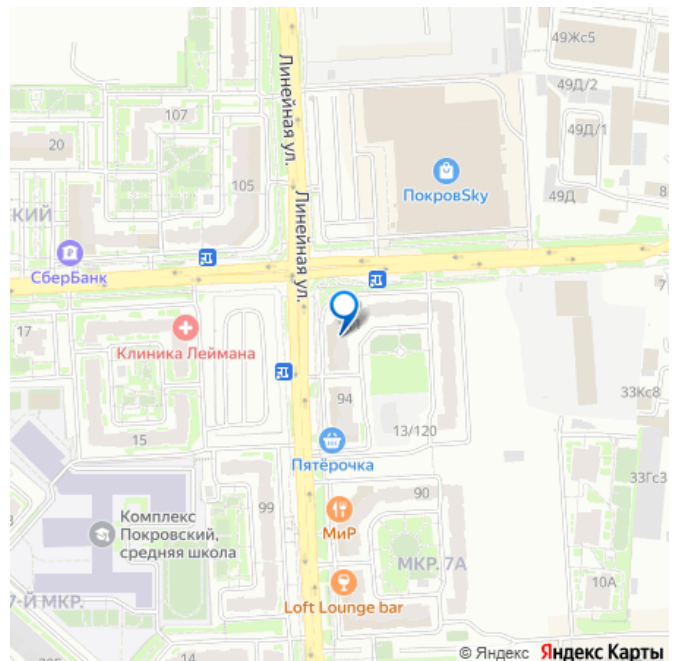 49Жс5
Линейная ул.
49Д/2
107
49Д/1
20
105
ПокровSky
49Д
8
СКИЙ
Линейная ул.
СберБанк
7
17
Клиника Леймана
94
33Кс8
15
13/120
Пятёрочка
33Гс3
90
99
Комплекс
Покровский,
средняя школа
МиР
МКР. 7А
10А
7-Й МКР.
Loft Lounge bar
© Яндекс Яндекс Карты